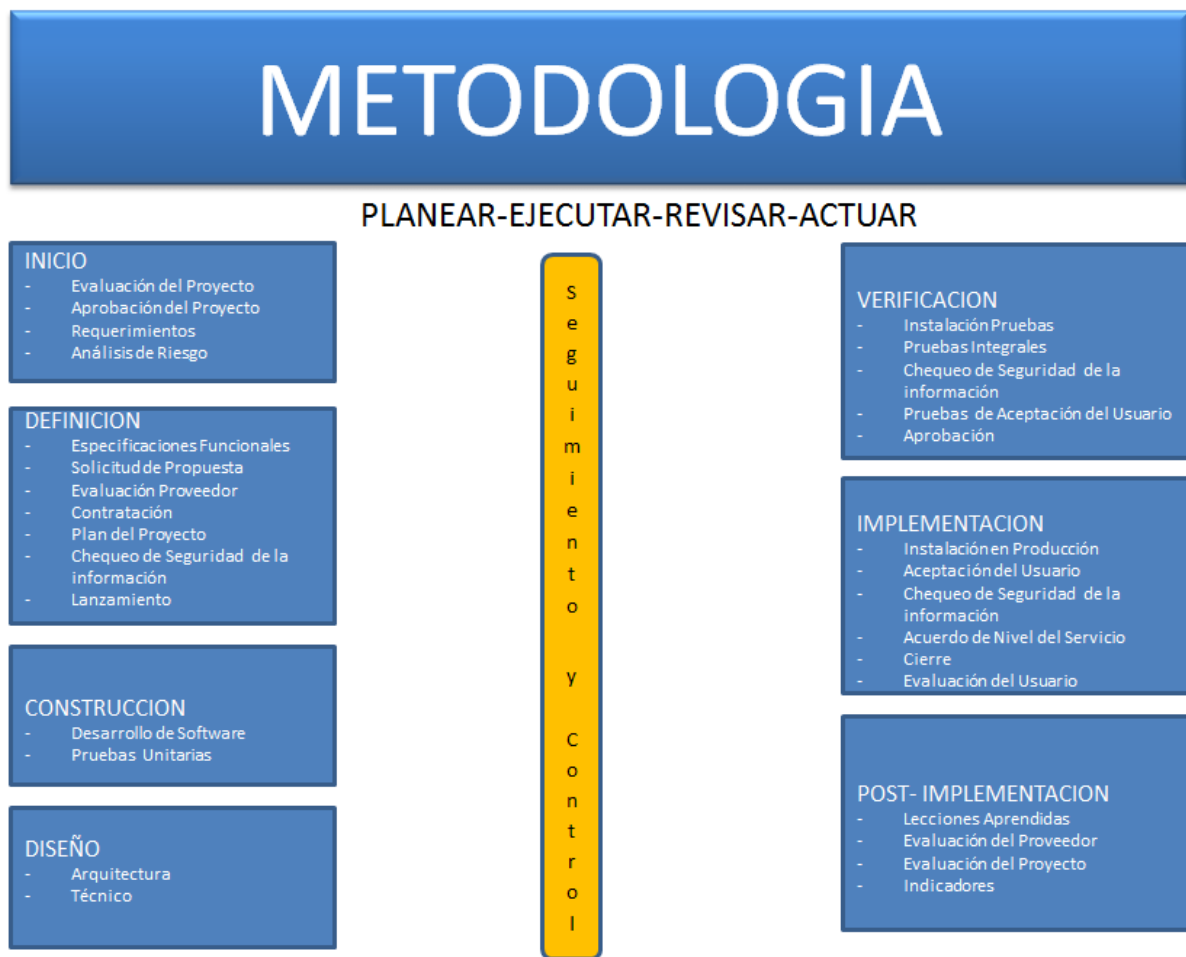 METODOLOGIA
PLANEAR-EJECUTAR-REVISAR-ACTUAR
INICIO
- Evaluación del Proyecto
- Aprobación del Proyecto
- Requerimientos
- Análisis de Riesgo
DEFINICION
- Especificaciones Funcionales
- Solicitud de Propuesta
- Evaluación Proveedor
- Contratación
- Plan del Proyecto
- Chequeo de Seguridad de la
información
- Lanzamiento
CONSTRUCCION
- Desarrollo de Software
- Pruebas Unitarias
DISEÑO
- Arquitectura
- Técnico
Seguimiento y Control
VERIFICACION
- Instalación Pruebas
- Pruebas Integrales
- Chequeo de Seguridad de la
información
- Pruebas de Aceptación del Usuario
- Aprobación
IMPLEMENTACION
- Instalación en Producción
- Aceptación del Usuario
- Chequeo de Seguridad de la
información
- Acuerdo de Nivel del Servicio
- Cierre
- Evaluación del Usuario
POST- IMPLEMENTACION
- Lecciones Aprendidas
- Evaluación del Proveedor
- Evaluación del Proyecto
- Indicadores